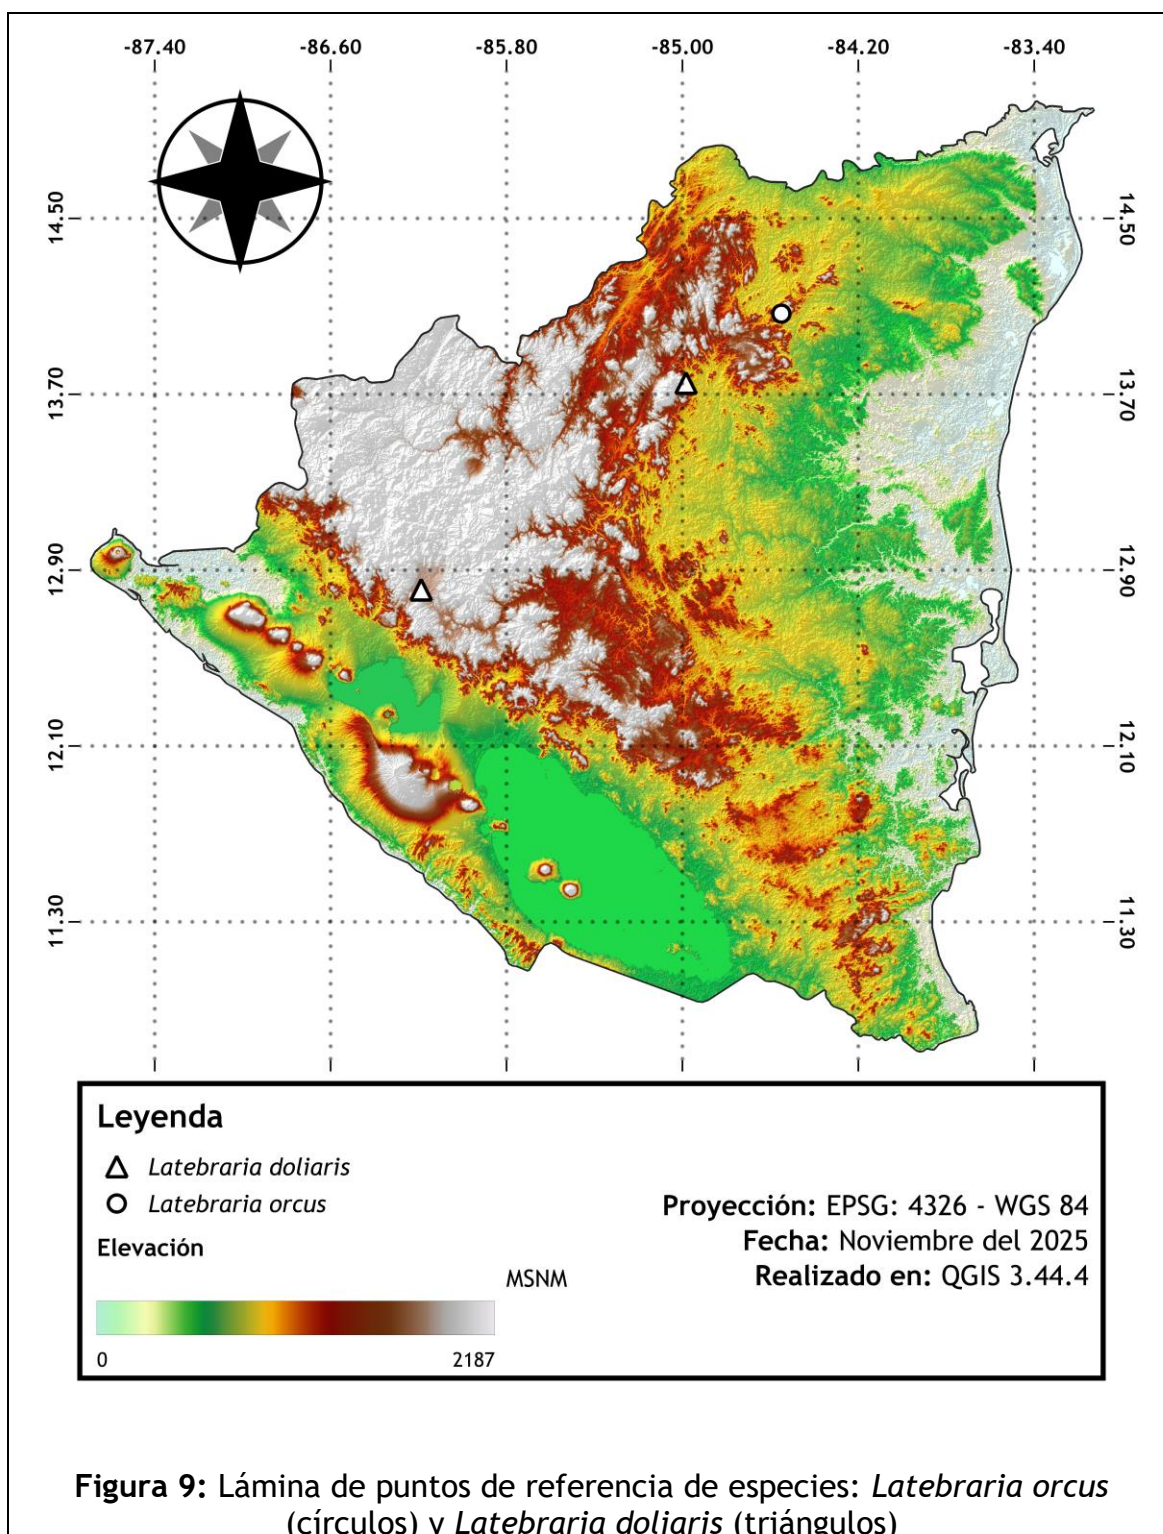 -87.40 -86.60 -85.80 -85.00 -84.20 -83.40
14.50 14.50
13.70 13.70
12.90 12.90
12.10 12.10
11.30 11.30
Leyenda
Latebraria doliaris
Latebraria orcus
Elevación
MSNM
0 2187
Proyección: EPSG: 4326 - WGS 84
Fecha: Noviembre del 2025
Realizado en: QGIS 3.44.4
Figura 9: Lámina de puntos de referencia de especies: Latebraria orcus
(círculos) y Latebraria doliaris (triángulos)